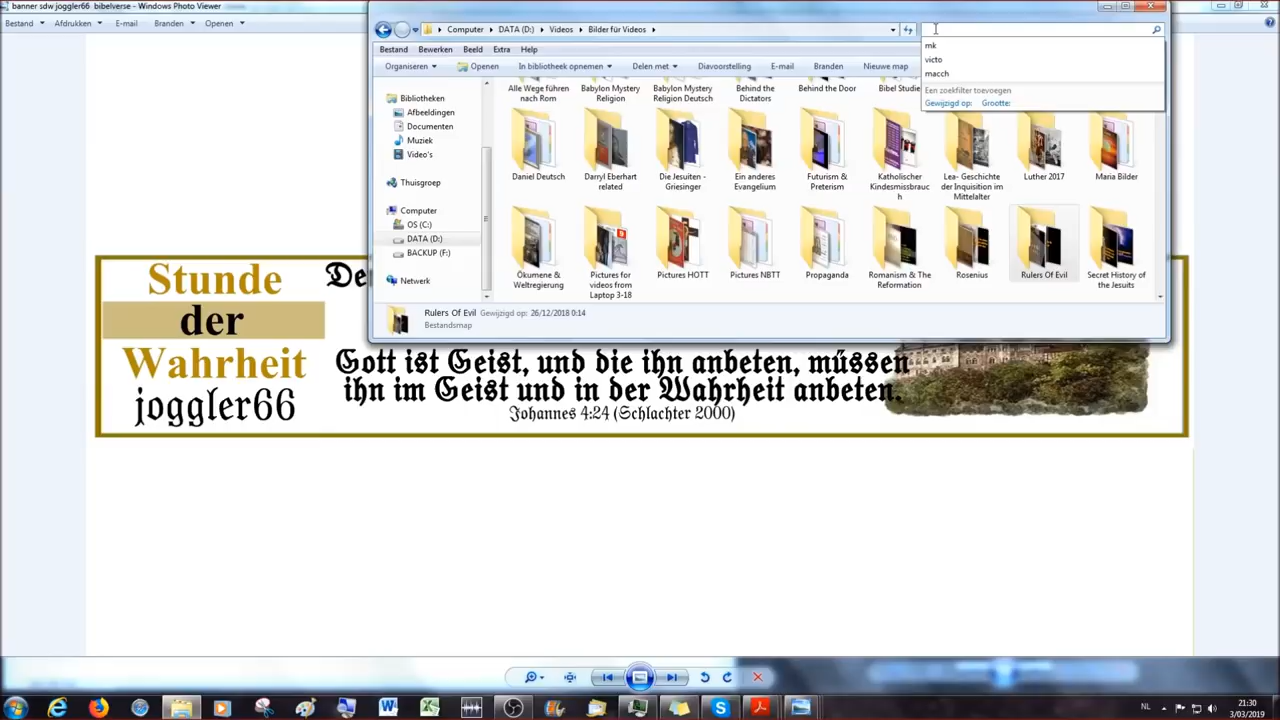 banner sdw joggler66 bibelverse - Windows Photo Viewer
Bestand Afdrukken E-mail Branden Openen
Computer DATA (D:) Videos Bilder für Videos
Bestand Bewerken Beeld Extra Help
Organiseren Openen In bibliotheek opnemen Delen met Diavoorstelling E-mail Branden Nieuwe map
mk
victo
macch
Een zoekfilter toevoegen
Gewijzigd op: Grootte:
Bibliotheken
Afbeeldingen
Documenten
Muziek
Video's
Thuisgroep
Computer
OS (C:)
DATA (D:)
BACKUP (F:)
Netwerk
Alle Wege führen
nach Rom
Babylon Mystery
Religion
Babylon Mystery
Religion Deutsch
Behind the
Dictators
Behind the Door
Bibel Studie
Daniel Deutsch
Darryl Eberhart
related
Die Jesuiten -
Griesinger
Ein anderes
Evangelium
Futurism &
Preterism
Katholischer
Kindesmissbrauc
h
Lea- Geschichte
der Inquisition im
Mittelalter
Luther 2017
Maria Bilder
Ökumene &
Weltregierung
Pictures for
videos from
Laptop 3-18
Pictures HOTT
Pictures NBTT
Propaganda
Romanism & The
Reformation
Rosenius
Rulers Of Evil
Secret History of
the Jesuits
Rulers Of Evil Gewijzigd op: 26/12/2018 0:14
Bestandsmap
Stunde
der
Wahrheit
joggler66
Gott ist Geist, und die ihn anbeten, müssen
ihn im Geist und in der Wahrheit anbeten.
Johannes 4:24 (Schlachter 2000)
NL
21:30
3/03/2019